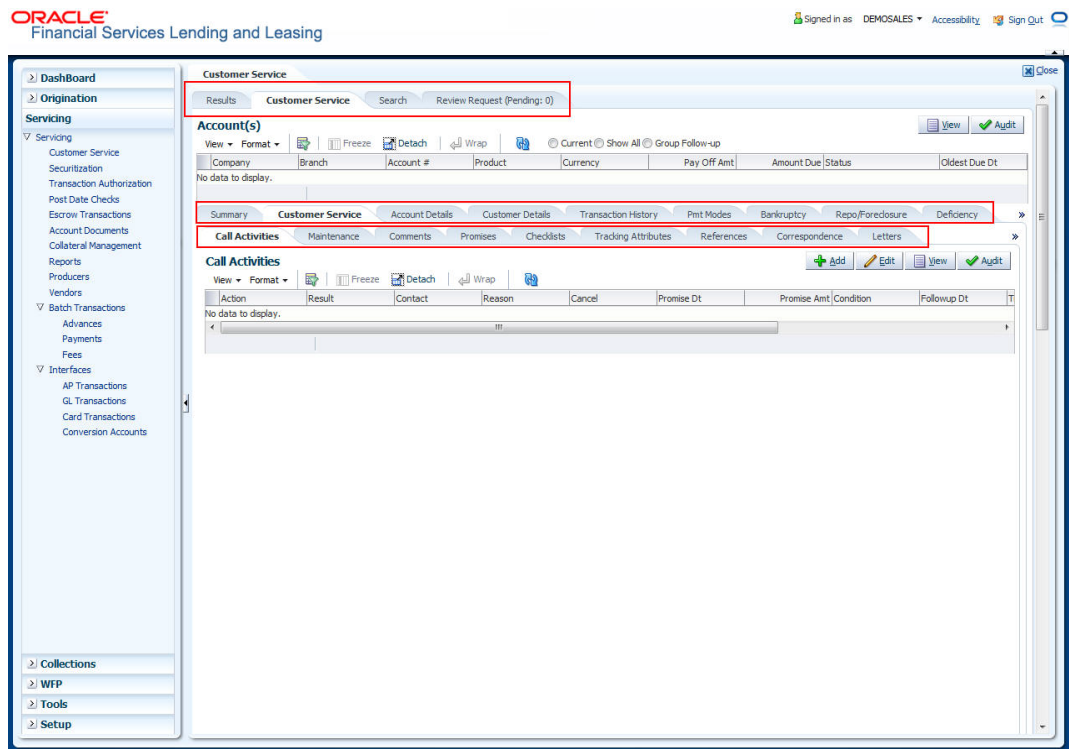 ORACLE
Financial Services Lending and Leasing
Signed in as DEMOSALES Accessibility Sign Out
Close
DashBoard
Origination
Servicing
Servicing
Customer Service
Securitization
Transaction Authorization
Post Date Checks
Escrow Transactions
Account Documents
Collateral Management
Reports
Producers
Vendors
Batch Transactions
Advances
Payments
Fees
Interfaces
AP Transactions
GL Transactions
Card Transactions
Conversion Accounts
Collections
WFP
Tools
Setup
Customer Service
Results Customer Service Search Review Request (Pending: 0)
Account(s) View Audit
View Format Freeze Detach Wrap Current Show All Group Follow-up
Company Branch Account # Product Currency Pay Off Amt Amount Due Status Oldest Due Dt
No data to display.
Summary Customer Service Account Details Customer Details Transaction History Pmt Modes Bankruptcy Repo/Foreclosure Deficiency »
Call Activities Maintenance Comments Promises Checklists Tracking Attributes References Correspondence Letters »
Call Activities Add Edit View Audit
View Format Freeze Detach Wrap
Action Result Contact Reason Cancel Promise Dt Promise Amt Condition Followup Dt T
No data to display.